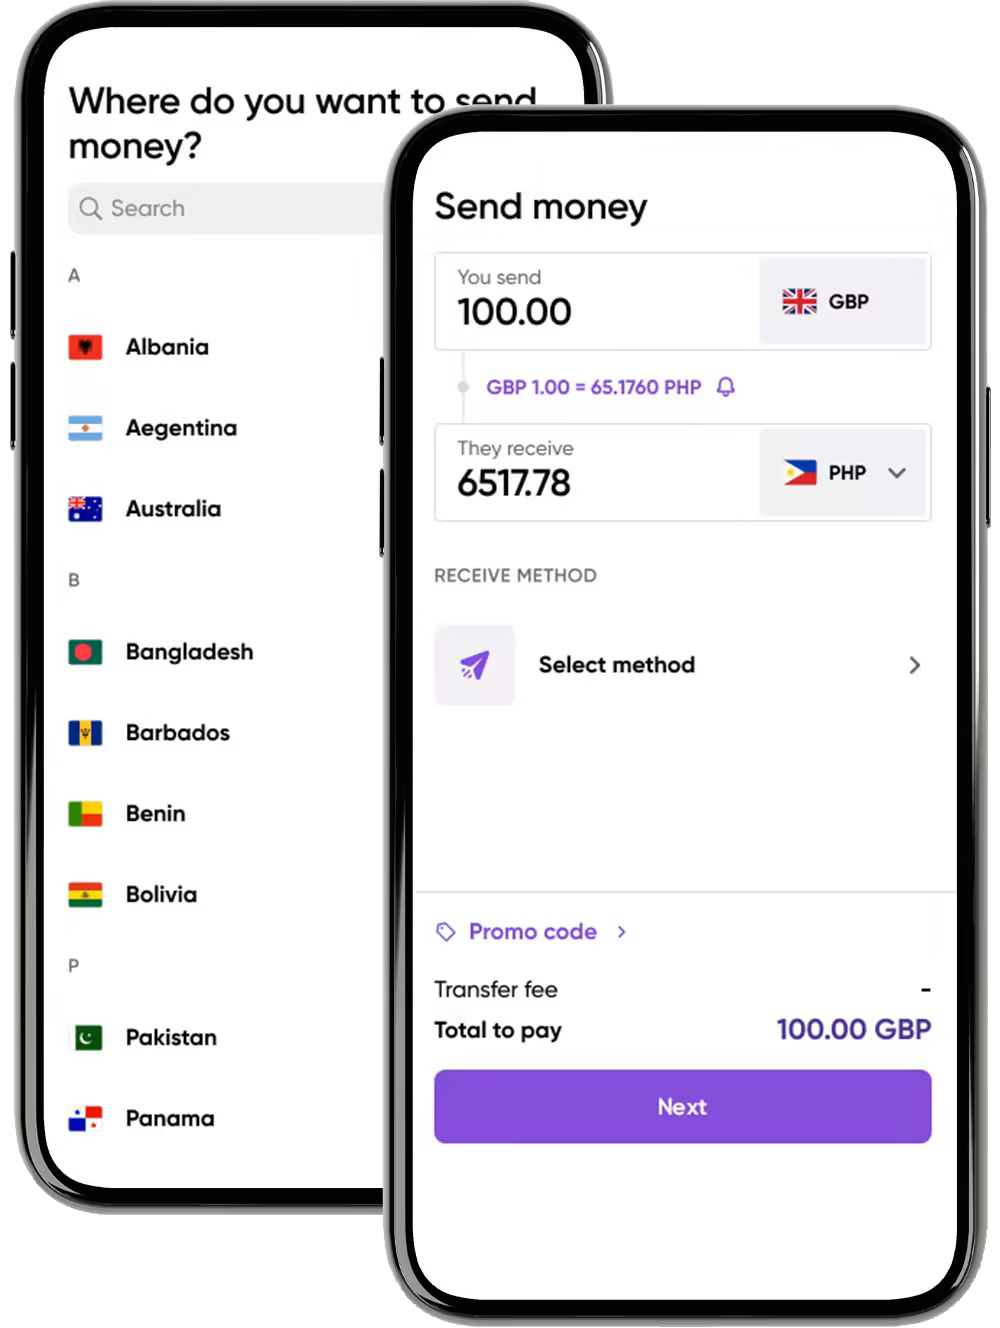 Where do you want to send
money?
Search
A
Albania
Aegentina
Australia
B
Bangladesh
Barbados
Benin
Bolivia
P
Pakistan
Panama
Send money
You send
100.00
GBP
GBP 1.00 = 65.1760 PHP
They receive
6517.78
PHP
RECEIVE METHOD
Select method
Promo code
Transfer fee
-
Total to pay
100.00 GBP
Next